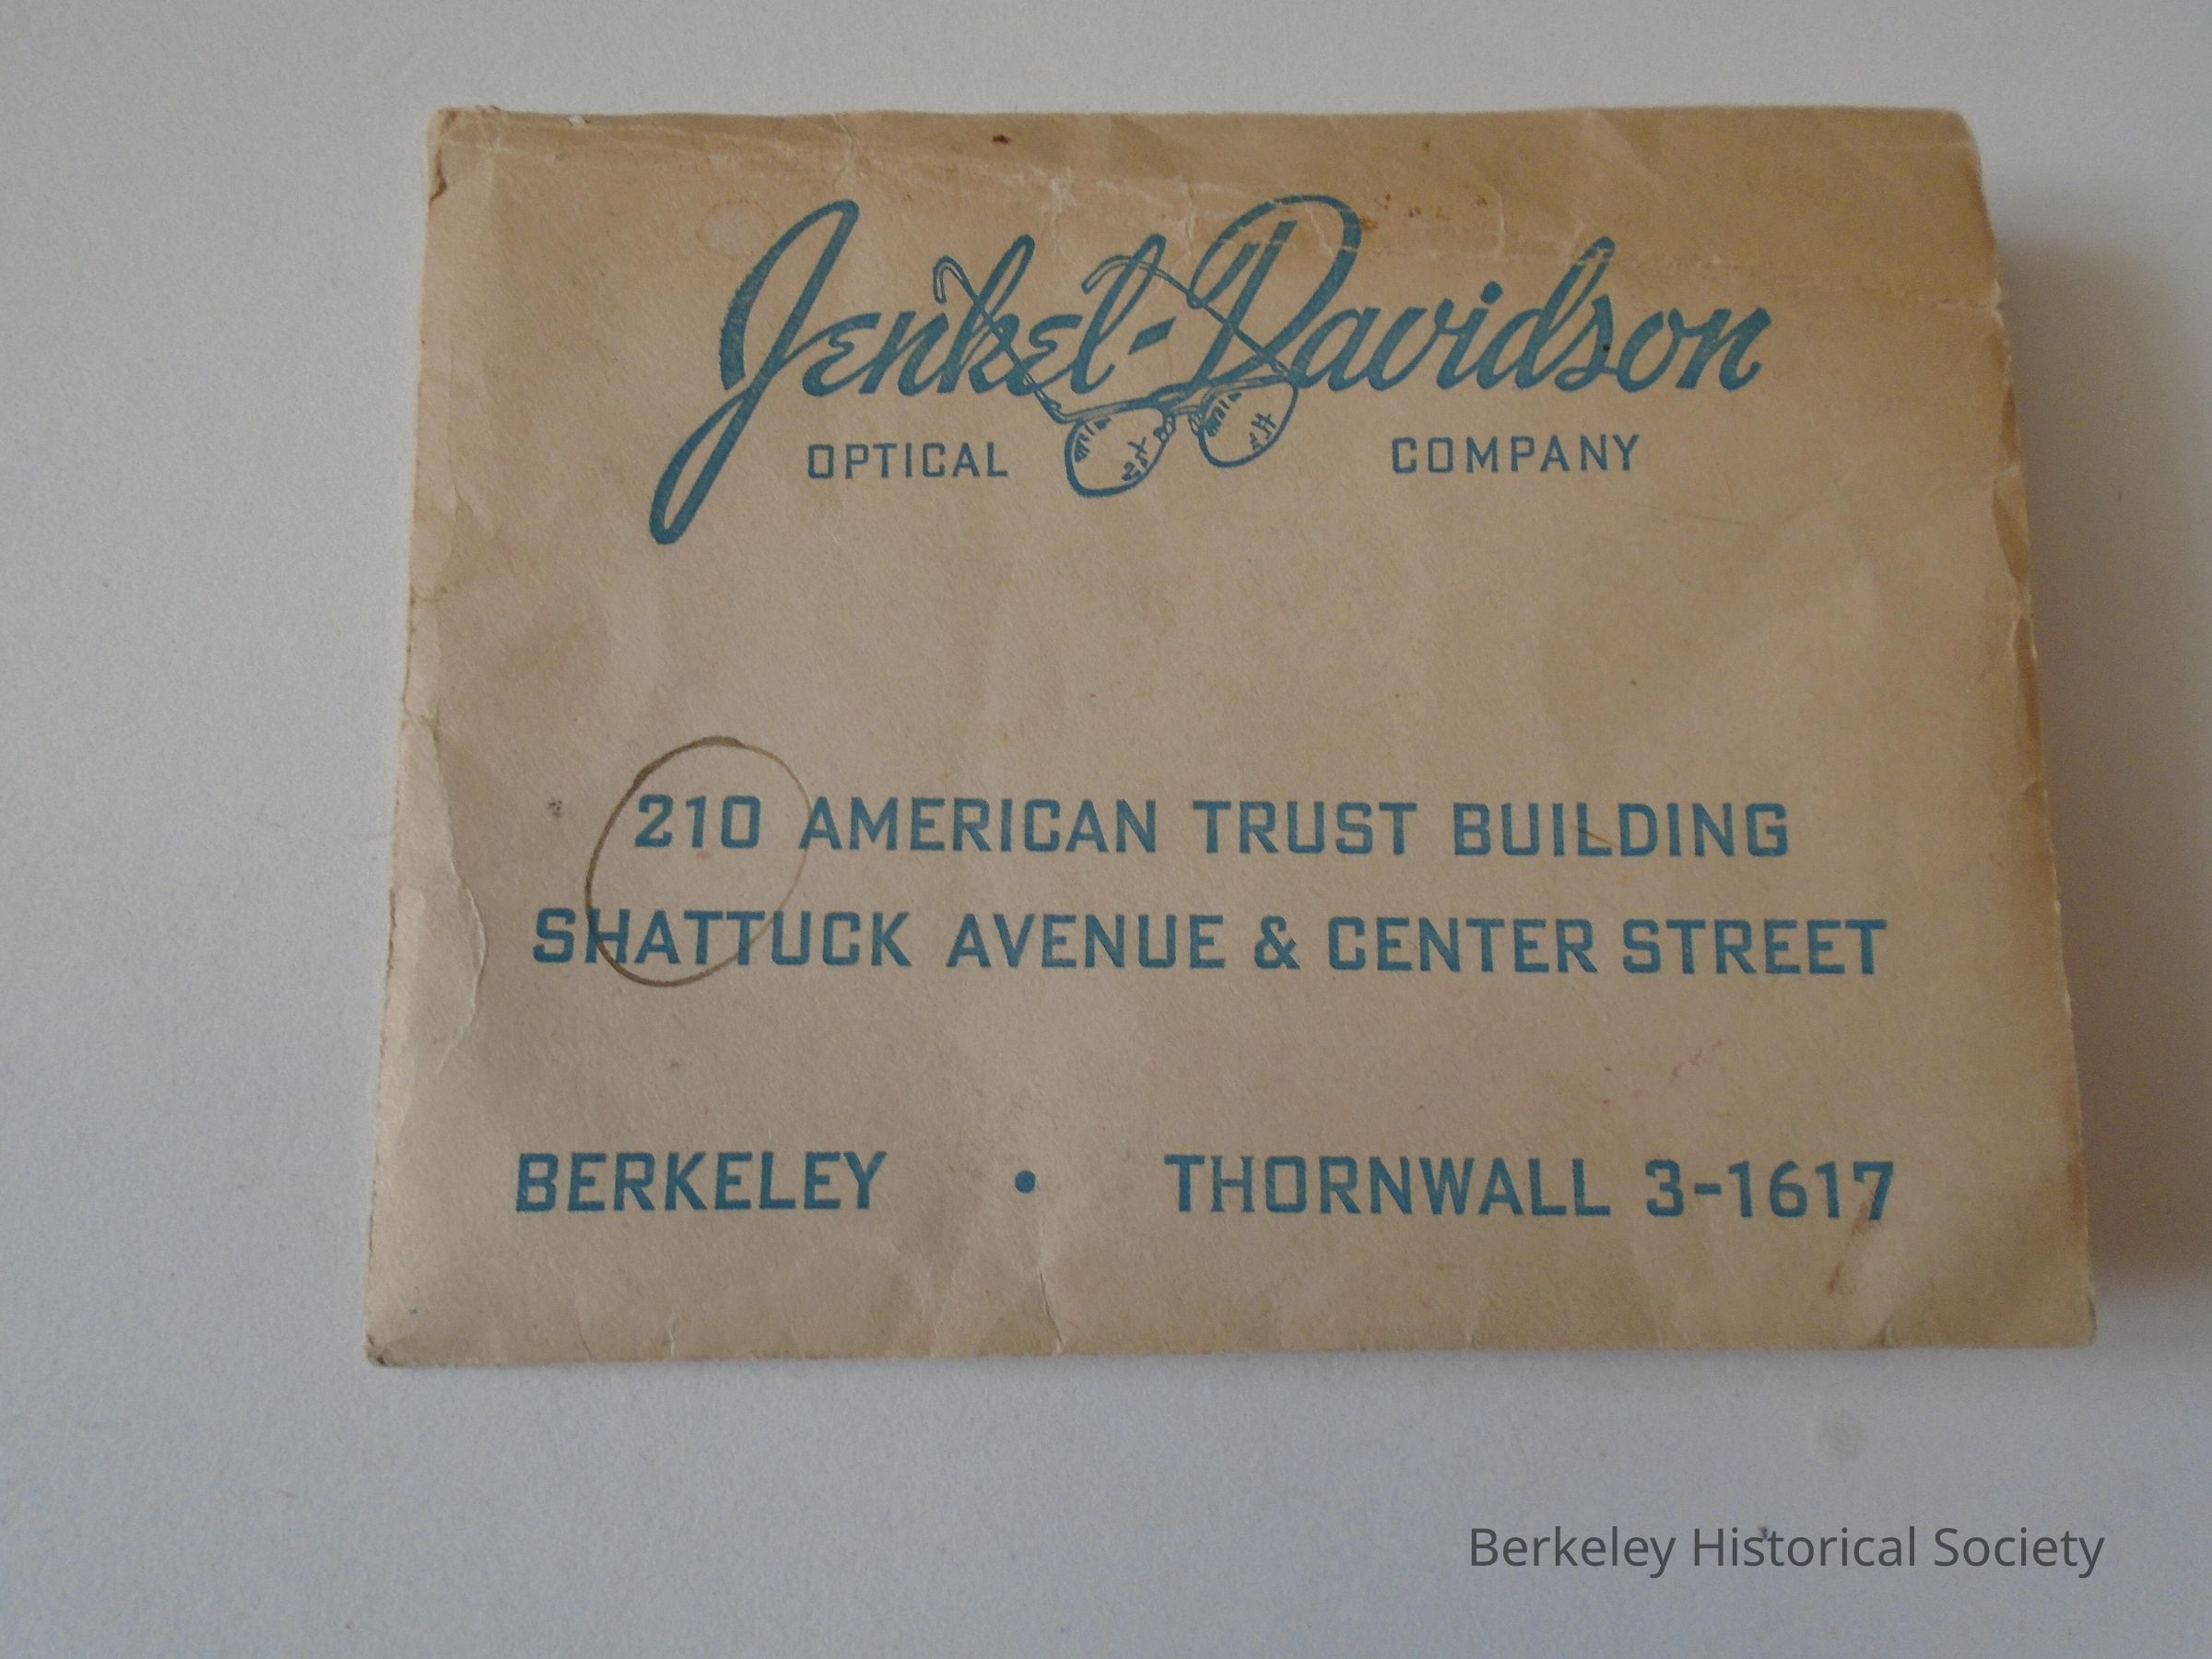 Jenkel-Davidson
OPTICAL COMPANY
210 AMERICAN TRUST BUILDING
SHATTUCK AVENUE & CENTER STREET
BERKELEY • THORNWALL 3-1617
Berkeley Historical Society